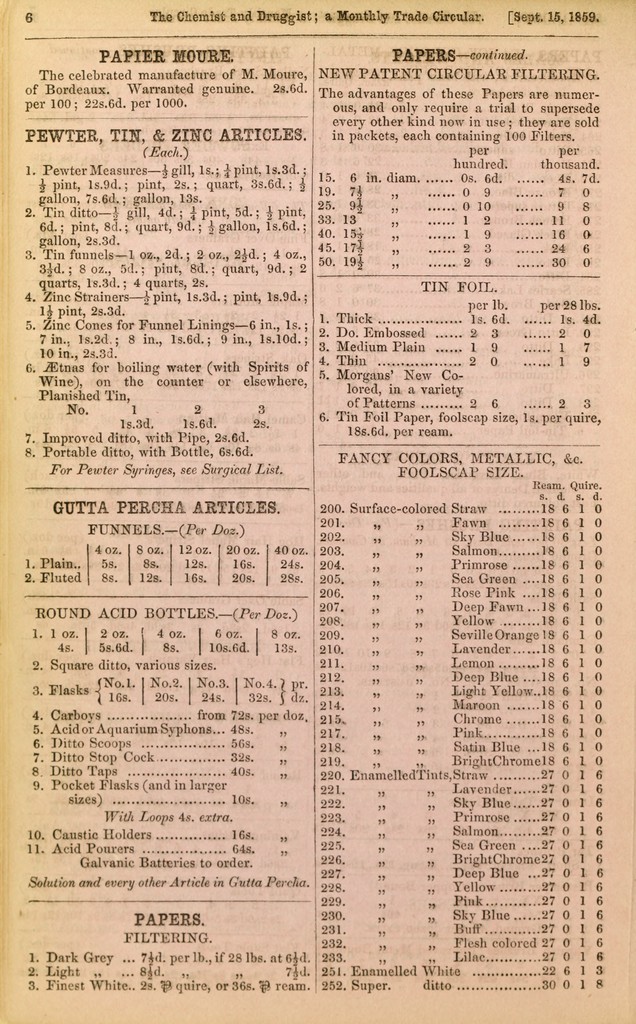 6 The Chemist and Druggist; a Monthly Trade Circular. [Sept. 15, 1859.
PAPIER MOURE.
The celebrated manufacture of M. Moure,
of Bordeaux. Warranted genuine. 2s.6d.
per 100; 22s.6d. per 1000.
PEWTER, TIN, & ZINC ARTICLES.
(Each.)
1. Pewter Measures—½ gill, 1s.; ¼ pint, 1s.3d.;
½ pint, 1s.9d.; pint, 2s.; quart, 3s.6d.; ½
gallon, 7s.6d.; gallon, 13s.
2. Tin ditto—½ gill, 4d.; ¼ pint, 5d.; ½ pint,
6d.; pint, 8d.; quart, 9d.; ½ gallon, 1s.6d.;
gallon, 2s.3d.
3. Tin funnels—1 oz., 2d.; 2 oz., 2½d.; 4 oz.,
3½d.; 8 oz., 5d.; pint, 8d.; quart, 9d.; 2
quarts, 1s.3d.; 4 quarts, 2s.
4. Zinc Strainers—½ pint, 1s.3d.; pint, 1s.9d.;
1½ pint, 2s.3d.
5. Zinc Cones for Funnel Linings—6 in., 1s.;
7 in., 1s.2d.; 8 in., 1s.6d.; 9 in., 1s.10d.;
10 in., 2s.3d.
6. Ætnas for boiling water (with Spirits of
Wine), on the counter or elsewhere,
Planished Tin,
No. 1 2 3
1s.3d. 1s.6d. 2s.
7. Improved ditto, with Pipe, 2s.6d.
8. Portable ditto, with Bottle, 6s.6d.
For Pewter Syringes, see Surgical List.
GUTTA PERCHA ARTICLES.
FUNNELS.—(Per Doz.)
4 oz. 8 oz. 12 oz. 20 oz. 40 oz.
1. Plain.. 5s. 8s. 12s. 16s. 24s.
2. Fluted 8s. 12s. 16s. 20s. 28s.
ROUND ACID BOTTLES.—(Per Doz.)
1. 1 oz. 2 oz. 4 oz. 6 oz. 8 oz.
4s. 5s.6d. 8s. 10s.6d. 13s.
2. Square ditto, various sizes.
3. Flasks { No.1. No.2. No.3. No.4. } pr.
16s. 20s. 24s. 32s. dz.
4. Carboys .................. from 72s. per doz.
5. Acid or Aquarium Syphons... 48s. „
6. Ditto Scoops .................. 56s. „
7. Ditto Stop Cock ............... 32s. „
8 Ditto Taps ..................... 40s. „
9. Pocket Flasks (and in larger
sizes) ........................ 10s. „
With Loops 4s. extra.
10. Caustic Holders ............... 16s. „
11. Acid Pourers .................. 64s. „
Galvanic Batteries to order.
Solution and every other Article in Gutta Percha.
PAPERS.
FILTERING.
1. Dark Grey ... 7½d. per lb., if 28 lbs. at 6½d.
2. Light „ ... 8½d. „ „ 7½d.
3. Finest White.. 2s. ⅌ quire, or 36s. ⅌ ream.
PAPERS—continued.
NEW PATENT CIRCULAR FILTERING.
The advantages of these Papers are numer-
ous, and only require a trial to supersede
every other kind now in use; they are sold
in packets, each containing 100 Filters.
per per
hundred. thousand.
15. 6 in. diam. ...... 0s. 6d. ...... 4s. 7d.
19. 7½ „ ...... 0 9 ...... 7 0
25. 9½ „ ...... 0 10 ...... 9 8
33. 13 „ ...... 1 2 ...... 11 0
40. 15½ „ ...... 1 9 ...... 16 0
45. 17½ „ ...... 2 3 ...... 24 6
50. 19½ „ ...... 2 9 ...... 30 0
TIN FOIL.
per lb. per 28 lbs.
1. Thick .................. 1s. 6d. ...... 1s. 4d.
2. Do. Embossed ...... 2 3 ...... 2 0
3. Medium Plain ...... 1 9 ...... 1 7
4. Thin .................. 2 0 ...... 1 9
5. Morgans' New Co-
lored, in a variety
of Patterns ......... 2 6 ...... 2 3
6. Tin Foil Paper, foolscap size, 1s. per quire,
18s.6d. per ream.
FANCY COLORS, METALLIC, &c.
FOOLSCAP SIZE.
Ream. Quire.
s. d. s. d.
200. Surface-colored Straw .........18 6 1 0
201. „ „ Fawn .........18 6 1 0
202. „ „ Sky Blue ......18 6 1 0
203. „ „ Salmon.........18 6 1 0
204. „ „ Primrose ......18 6 1 0
205. „ „ Sea Green ....18 6 1 0
206. „ „ Rose Pink ....18 6 1 0
207. „ „ Deep Fawn ...18 6 1 0
208. „ „ Yellow .........18 6 1 0
209. „ „ Seville Orange 18 6 1 0
210. „ „ Lavender......18 6 1 0
211. „ „ Lemon .........18 6 1 0
212. „ „ Deep Blue ....18 6 1 0
213. „ „ Light Yellow..18 6 1 0
214. „ „ Maroon .......18 6 1 0
215. „ „ Chrome .......18 6 1 0
217. „ „ Pink............18 6 1 0
218. „ „ Satin Blue ...18 6 1 0
219. „ „ Bright Chrome18 6 1 0
220. Enamelled Tints, Straw ..........27 0 1 6
221. „ „ Lavender......27 0 1 6
222. „ „ Sky Blue......27 0 1 6
223. „ „ Primrose ......27 0 1 6
224. „ „ Salmon.........27 0 1 6
225. „ „ Sea Green ....27 0 1 6
226. „ „ Bright Chrome27 0 1 6
227. „ „ Deep Blue ...27 0 1 6
228. „ „ Yellow .........27 0 1 6
229. „ „ Pink............27 0 1 6
230. „ „ Sky Blue ......27 0 1 6
231. „ „ Buff............27 0 1 6
232. „ „ Flesh colored 27 0 1 6
233. „ „ Lilac............27 0 1 6
251. Enamelled White ...............22 6 1 3
252. Super. ditto ..................30 0 1 8